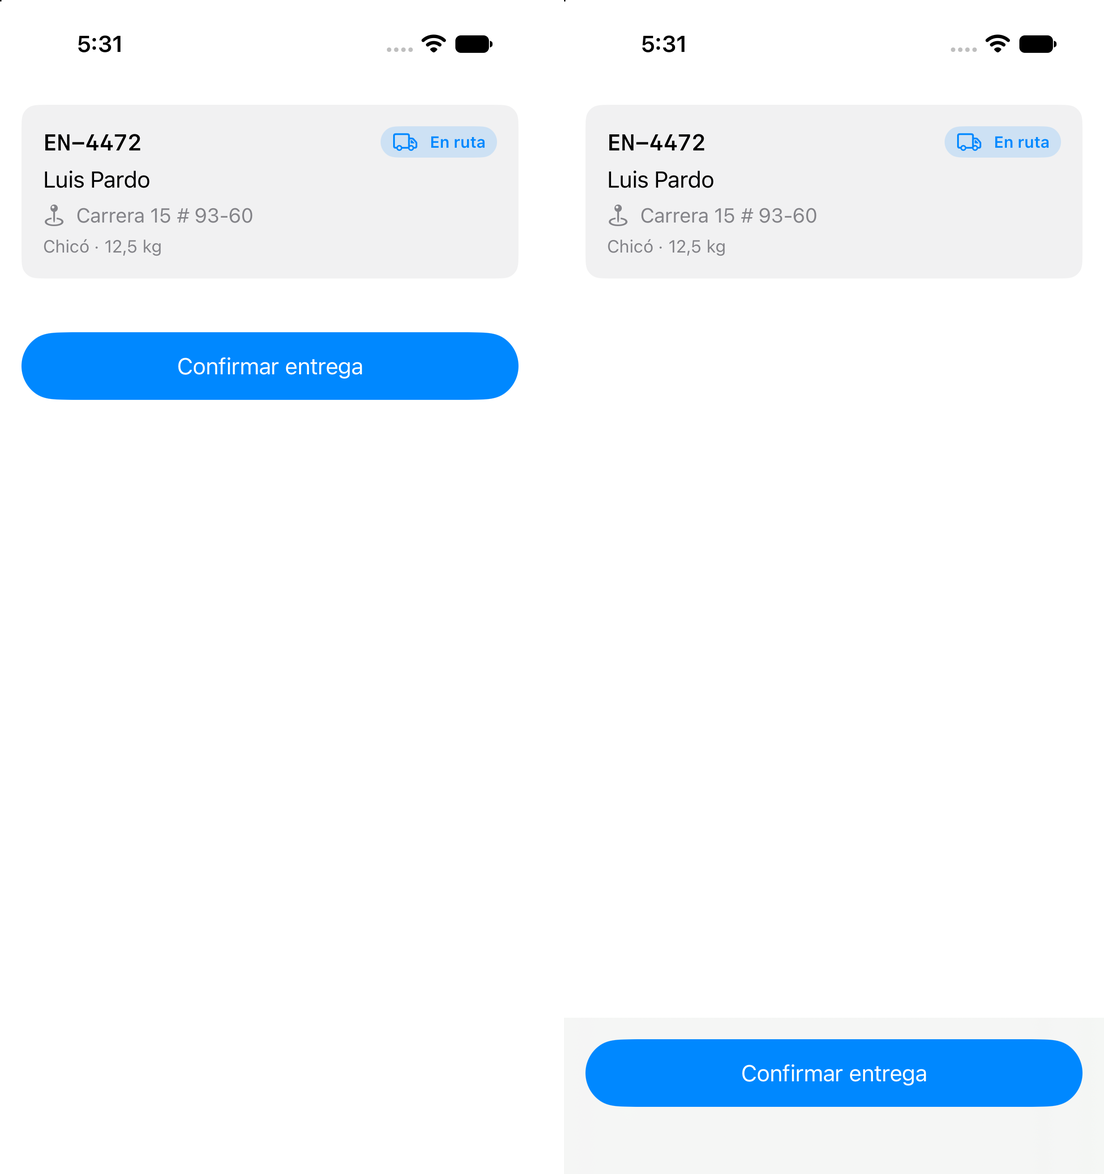 5:31
EN–4472
En ruta
Luis Pardo
Carrera 15 # 93-60
Chicó · 12,5 kg
Confirmar entrega
5:31
EN–4472
En ruta
Luis Pardo
Carrera 15 # 93-60
Chicó · 12,5 kg
Confirmar entrega